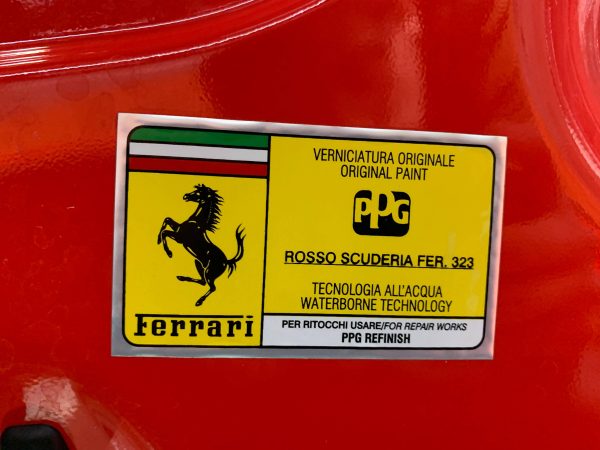 VERNICIATURA ORIGINALE
ORIGINAL PAINT
PPG
ROSSO SCUDERIA FER. 323
TECNOLOGIA ALL'ACQUA
WATERBORNE TECHNOLOGY
Ferrari
PER RITOCCHI USARE/FOR REPAIR WORKS
PPG REFINISH